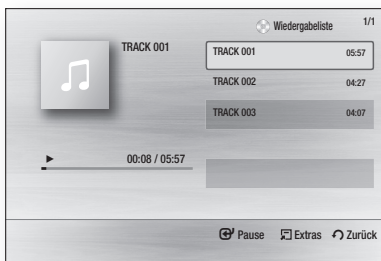 Wiedergabeliste 1/1
TRACK 001
TRACK 001 05:57
TRACK 002 04:27
TRACK 003 04:07
00:08 / 05:57
Pause Extras Zurück